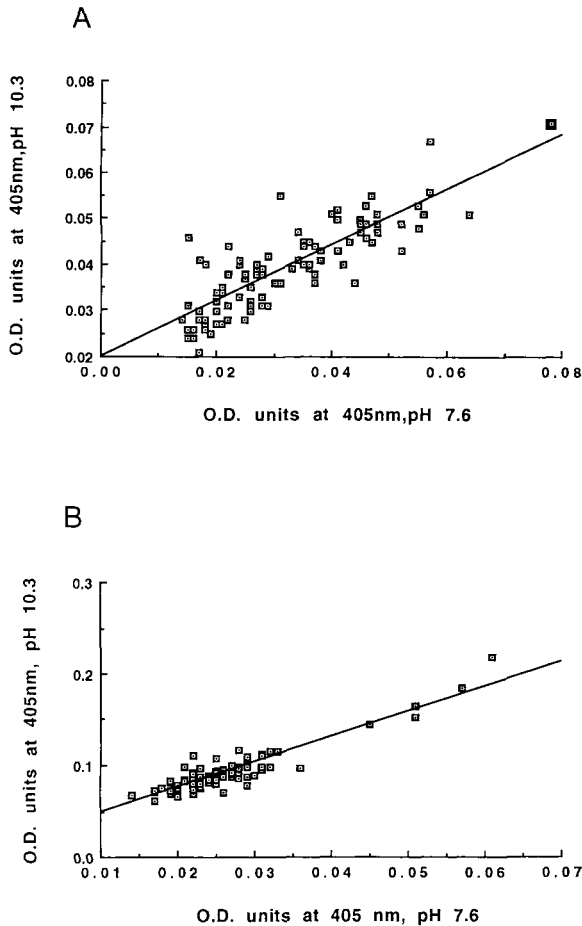 A
O.D. units at 405nm,pH 10.3
0.08
0.07
0.06
0.05
0.04
0.03
0.02
0.00 0.02 0.04 0.06 0.08
O.D. units at 405nm,pH 7.6
B
O.D. units at 405nm, pH 10.3
0.3
0.2
0.1
0.0
0.01 0.02 0.03 0.04 0.05 0.06 0.07
O.D. units at 405 nm, pH 7.6